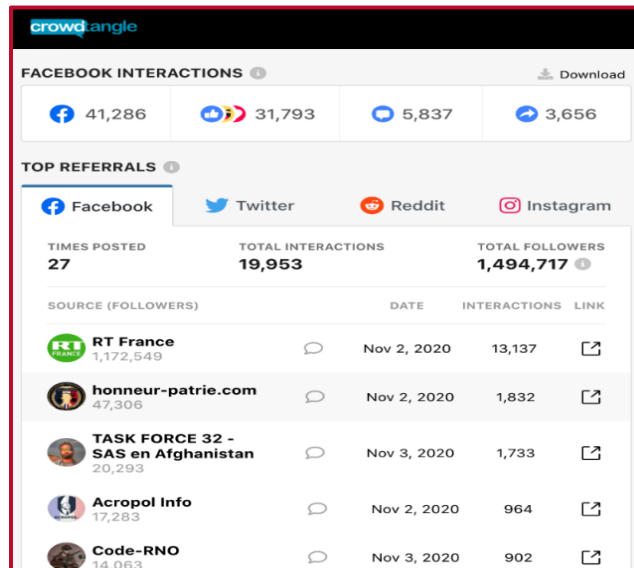 crowdtangle
FACEBOOK INTERACTIONS
Download
41,286 31,793 5,837 3,656
TOP REFERRALS
Facebook Twitter Reddit Instagram
TIMES POSTED TOTAL INTERACTIONS TOTAL FOLLOWERS
27 19,953 1,494,717
SOURCE (FOLLOWERS) DATE INTERACTIONS LINK
RT France
1,172,549
Nov 2, 2020 13,137
honneur-patrie.com
47,306
Nov 2, 2020 1,832
TASK FORCE 32 -
SAS en Afghanistan
20,293
Nov 3, 2020 1,733
Acropol Info
17,283
Nov 2, 2020 964
Code-RNO
14,063
Nov 3, 2020 902